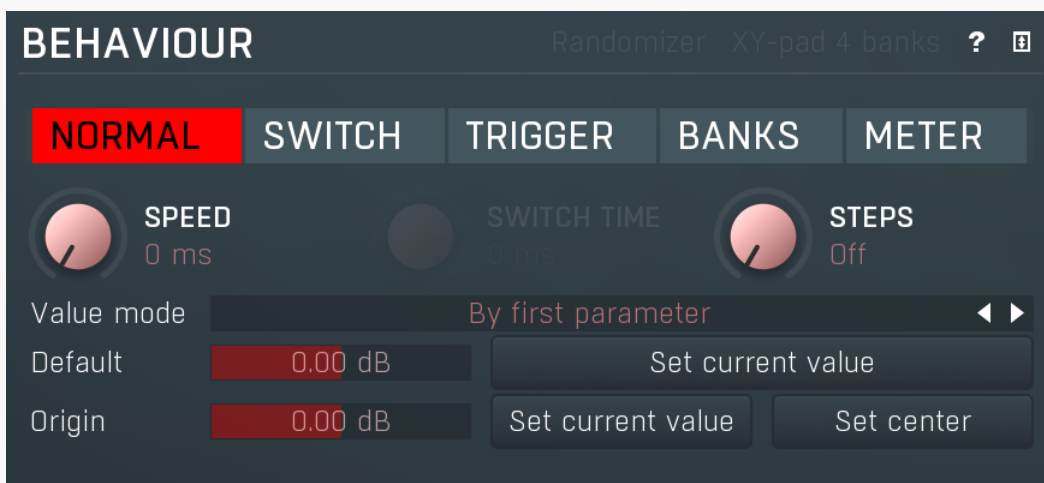 BEHAVIOUR Randomizer XY-pad 4 banks ?
NORMAL SWITCH TRIGGER BANKS METER
SPEED SWITCH TIME STEPS
0 ms 0 ms Off
Value mode By first parameter
Default 0.00 dB Set current value
Origin 0.00 dB Set current value Set center